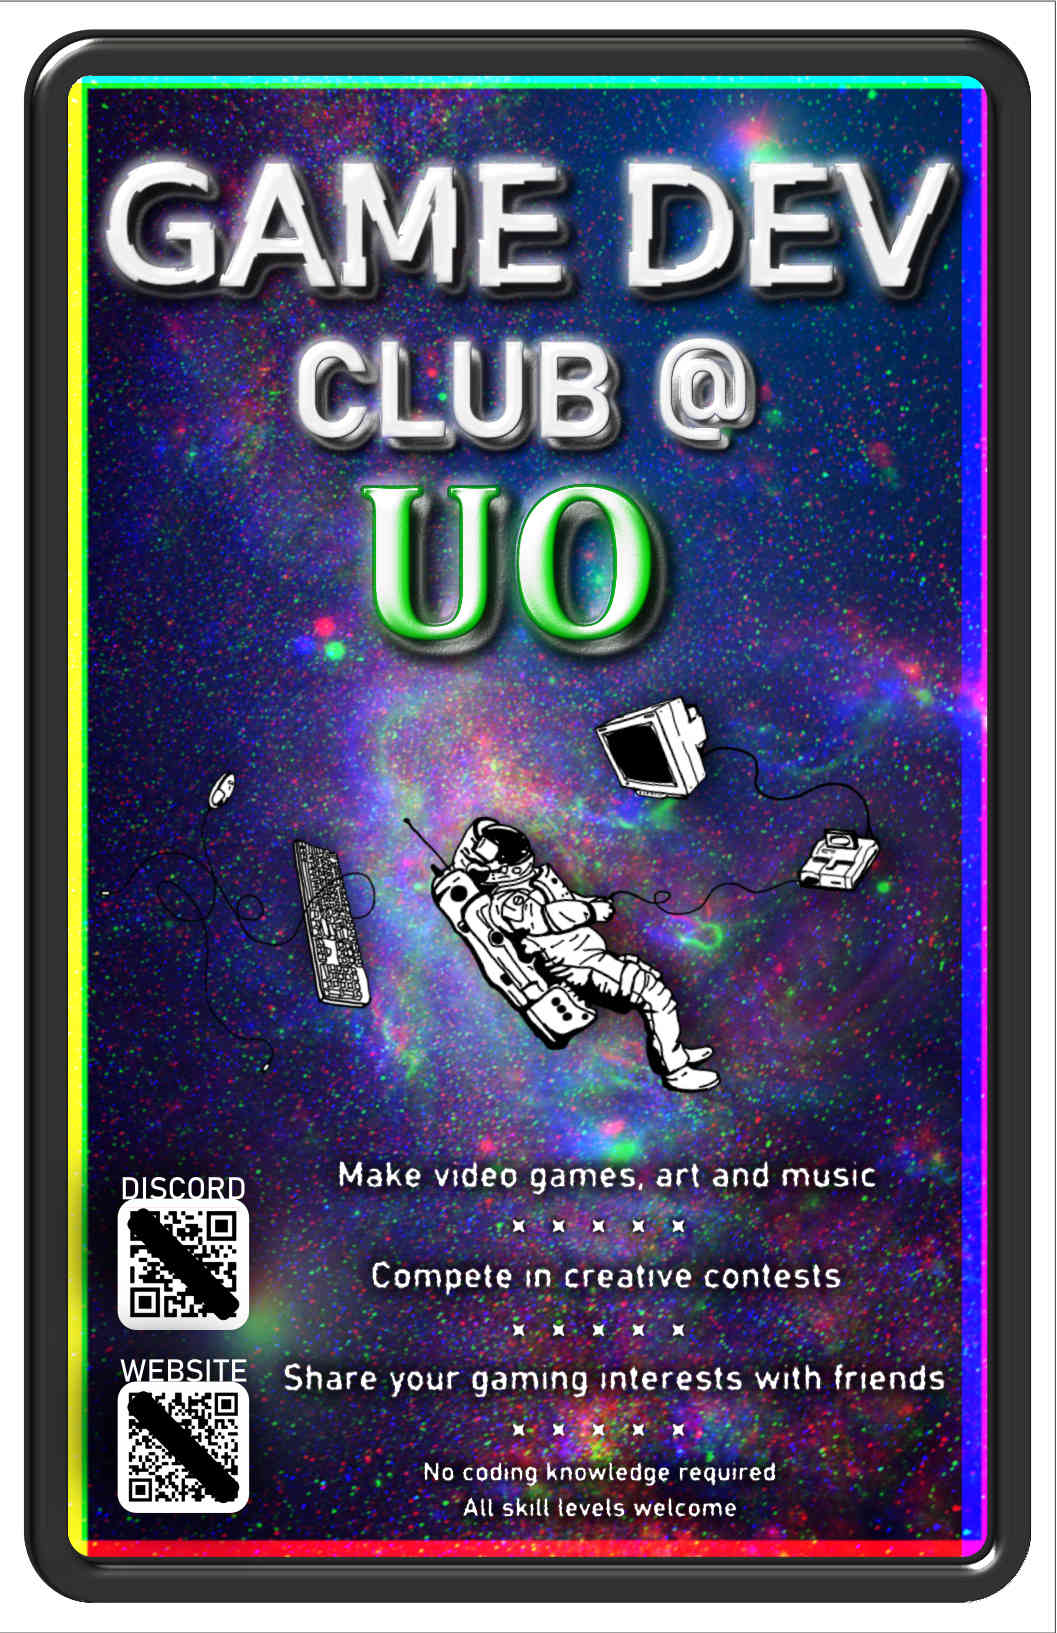 GAME DEV
CLUB @
UO
Make video games, art and music
Compete in creative contests
Share your gaming interests with friends
No coding knowledge required
All skill levels welcome
DISCORD
WEBSITE